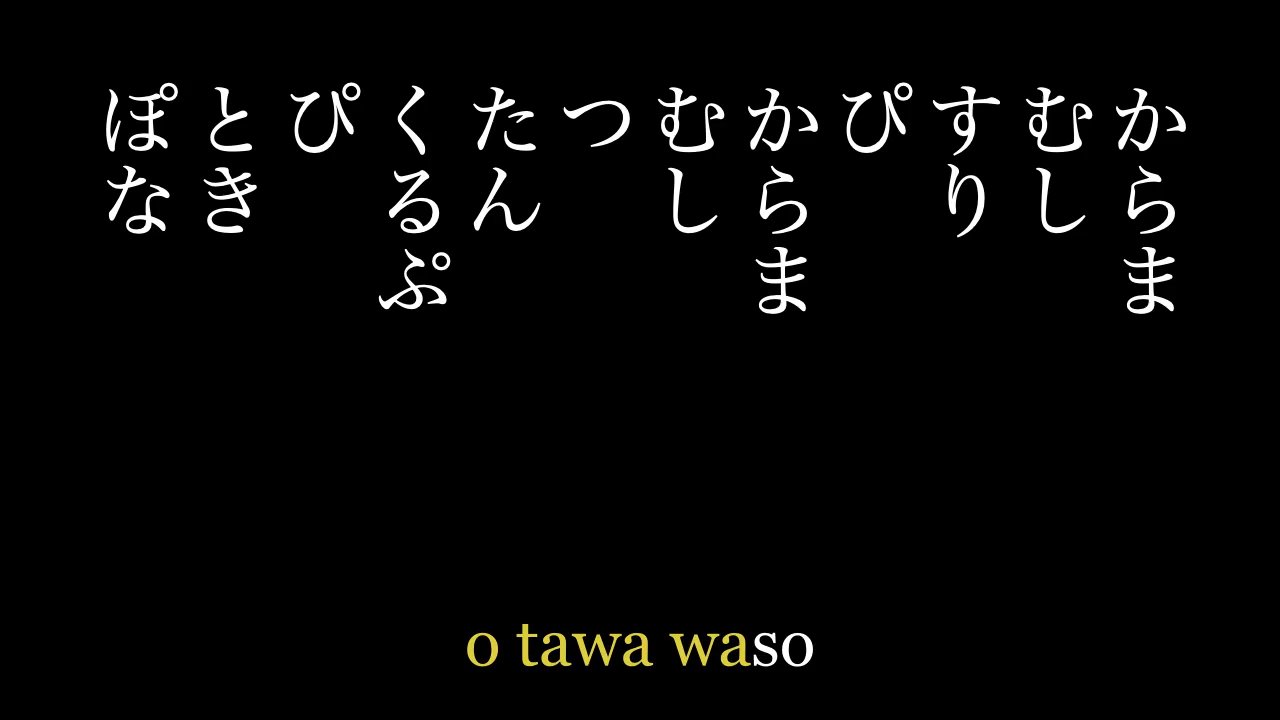 からま
むし
すり
ぴ
からま
むし
つ
たん
くるぷ
ぴ
とき
ぽな
o tawa waso